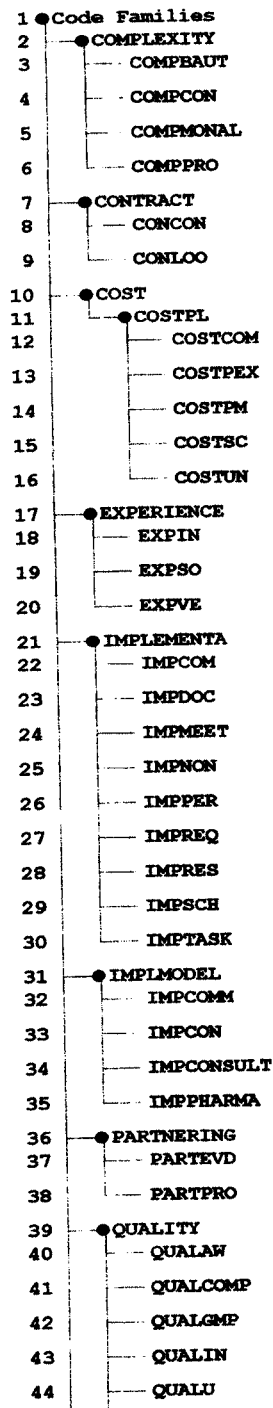 1 Code Families
2 COMPLEXITY
3 COMPBAUT
4 COMPCON
5 COMPMONAL
6 COMPPRO
7 CONTRACT
8 CONCON
9 CONLOO
10 COST
11 COSTPL
12 COSTCOM
13 COSTPEX
14 COSTPM
15 COSTSC
16 COSTUN
17 EXPERIENCE
18 EXPIN
19 EXPSO
20 EXPVE
21 IMPLEMENTA
22 IMPCOM
23 IMPDOC
24 IMPMEET
25 IMPNON
26 IMPPER
27 IMPREQ
28 IMPRES
29 IMPSCH
30 IMPTASK
31 IMPLMODEL
32 IMPCOMM
33 IMPCON
34 IMPCONSULT
35 IMPPHARMA
36 PARTNERING
37 PARTEVD
38 PARTPRO
39 QUALITY
40 QUALAW
41 QUALCOMP
42 QUALGMP
43 QUALIN
44 QUALU